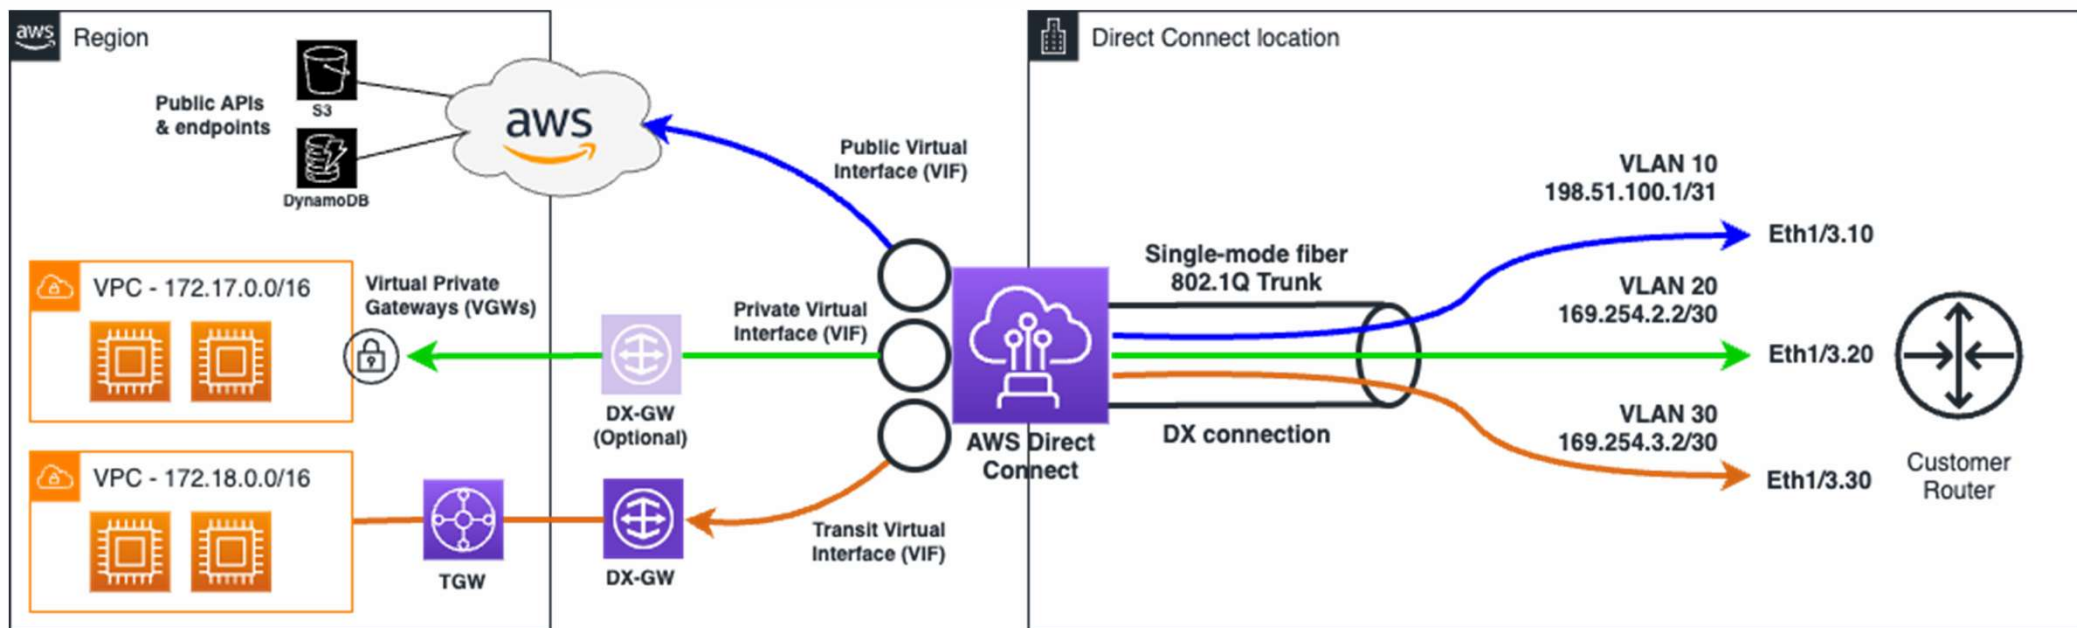 aws
Region
Public APIs
& endpoints
S3
DynamoDB
aws
Public Virtual
Interface (VIF)
VPC - 172.17.0.0/16
Virtual Private
Gateways (VGWs)
DX-GW
(Optional)
Private Virtual
Interface (VIF)
VPC - 172.18.0.0/16
TGW
DX-GW
Transit Virtual
Interface (VIF)
AWS Direct
Connect
Direct Connect location
Single-mode fiber
802.1Q Trunk
DX connection
VLAN 10
198.51.100.1/31
Eth1/3.10
VLAN 20
169.254.2.2/30
Eth1/3.20
VLAN 30
169.254.3.2/30
Eth1/3.30
Customer
Router